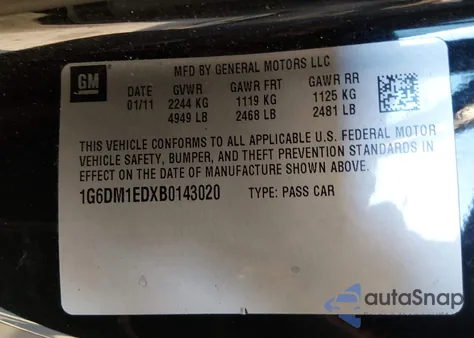 GM
MFD BY GENERAL MOTORS LLC
DATE GVWR GAWR FRT GAWR RR
01/11 2244 KG 1119 KG 1125 KG
4949 LB 2468 LB 2481 LB
THIS VEHICLE CONFORMS TO ALL APPLICABLE U.S. FEDERAL MOTOR
VEHICLE SAFETY, BUMPER, AND THEFT PREVENTION STANDARDS IN
EFFECT ON THE DATE OF MANUFACTURE SHOWN ABOVE.
1G6DM1EDXB0143020 TYPE: PASS CAR
autoSnap